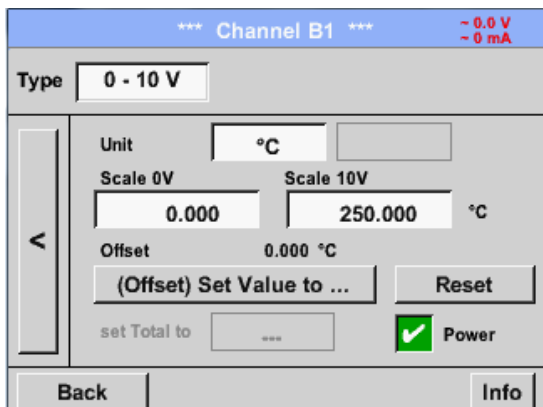 *** Channel B1 ***
~ 0.0 V
~ 0 mA
Type 0 - 10 V
Unit °C
Scale 0V Scale 10V
0.000 250.000 °C
<
Offset 0.000 °C
(Offset) Set Value to ... Reset
set Total to --- Power
Back Info